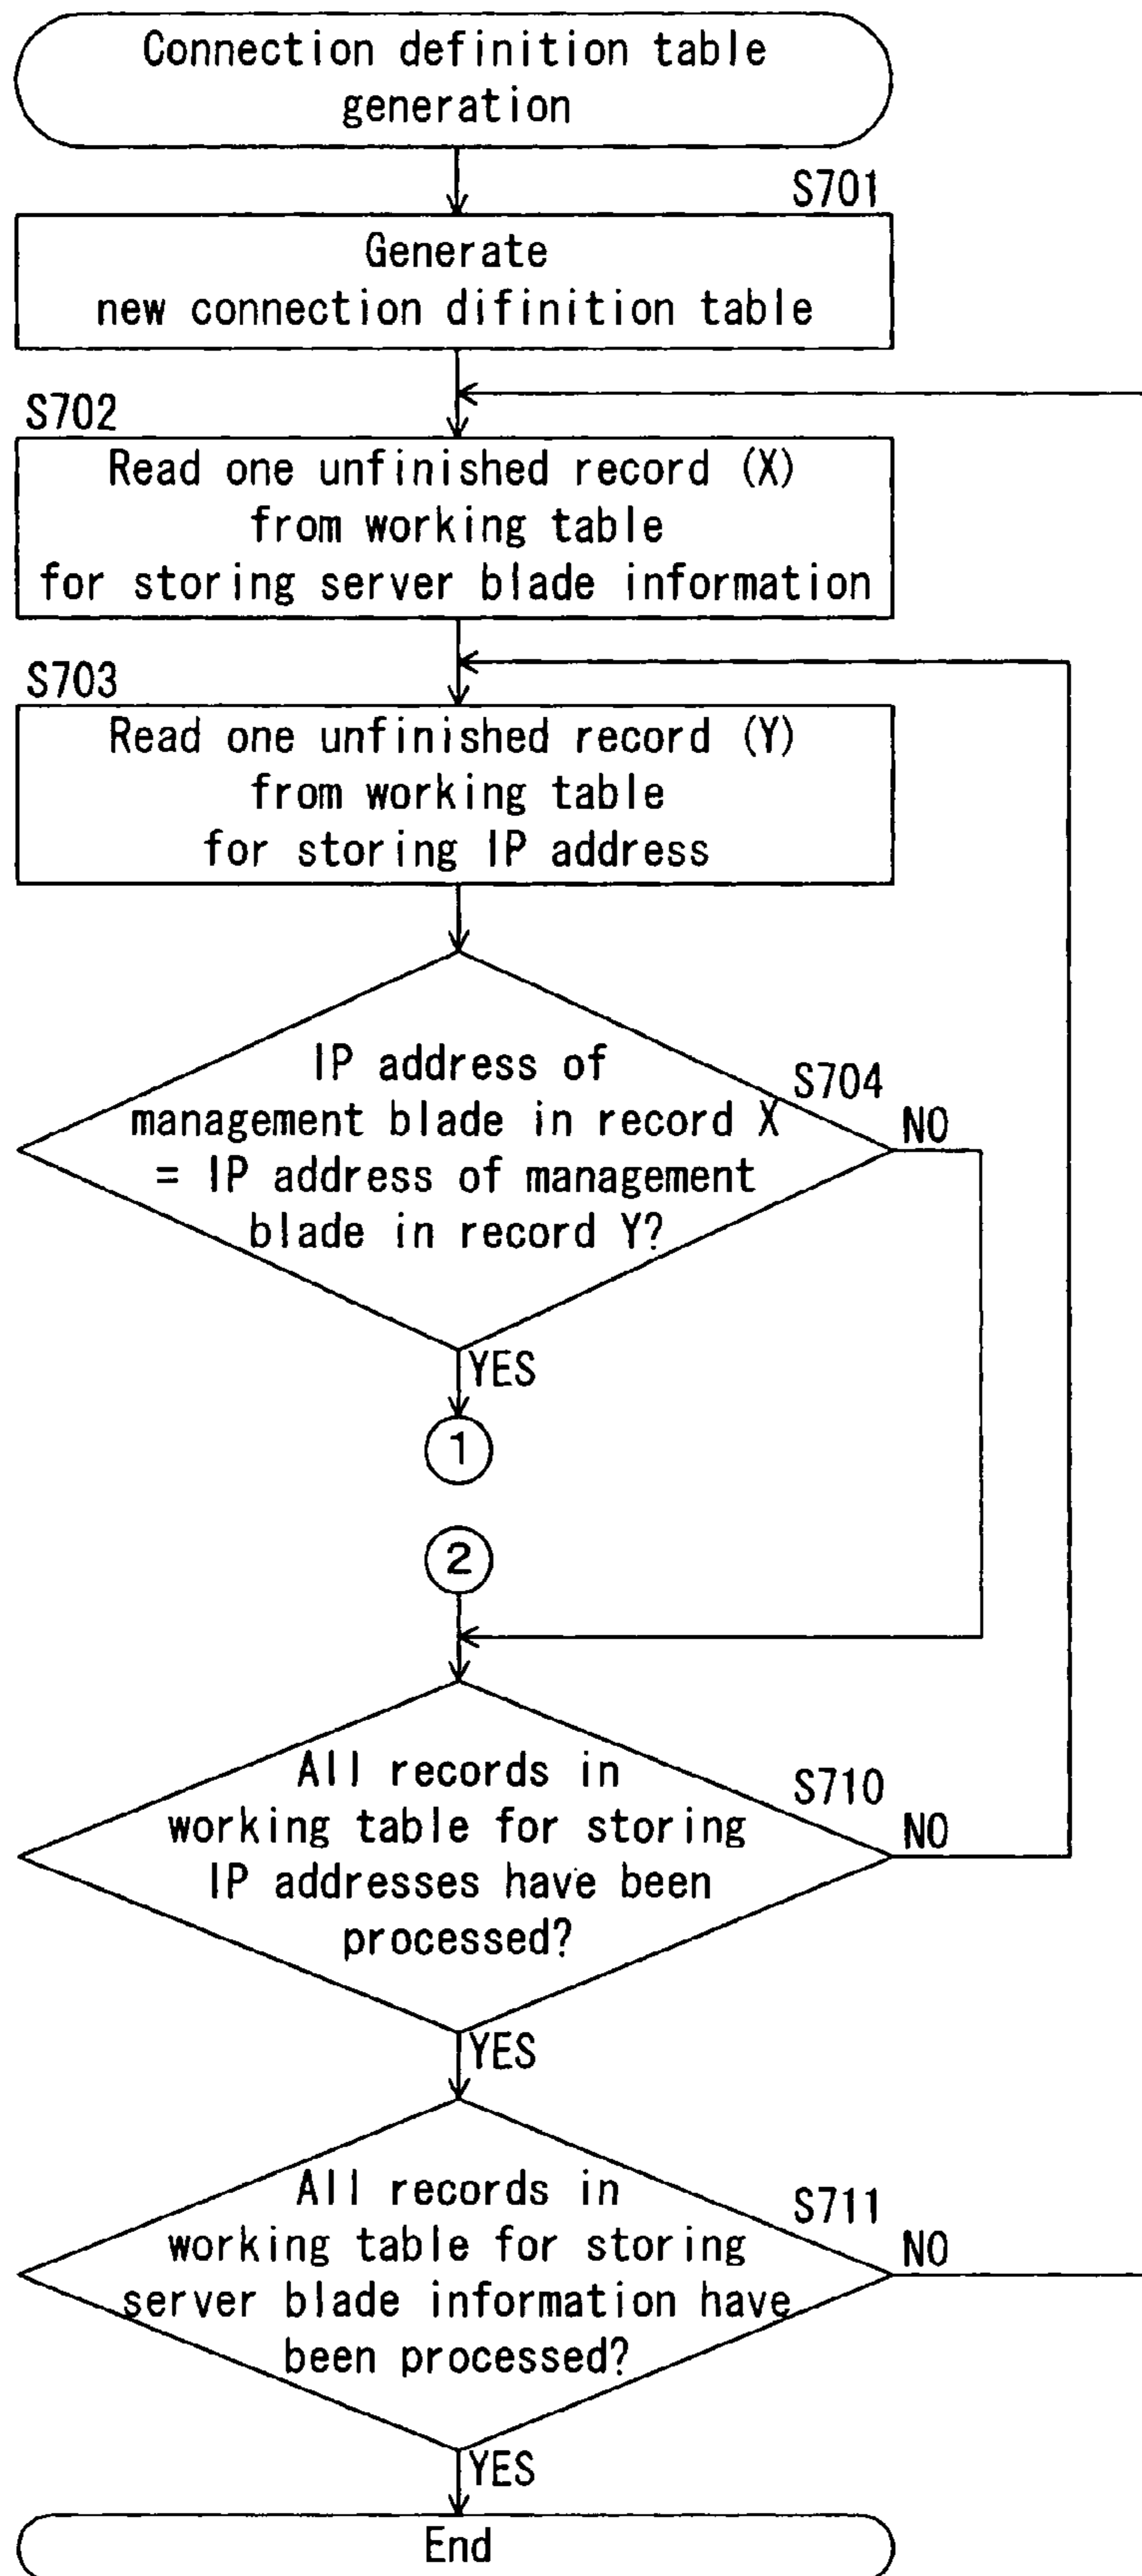 Connection definition table
generation
S701
Generate
new connection difinition table
S702
Read one unfinished record (X)
from working table
for storing server blade information
S703
Read one unfinished record (Y)
from working table
for storing IP address
IP address of
management blade in record X
= IP address of management
blade in record Y?
S704
NO
YES
1
2
All records in
working table for storing
IP addresses have been
processed?
S710
NO
YES
All records in
working table for storing
server blade information have
been processed?
S711
NO
YES
End